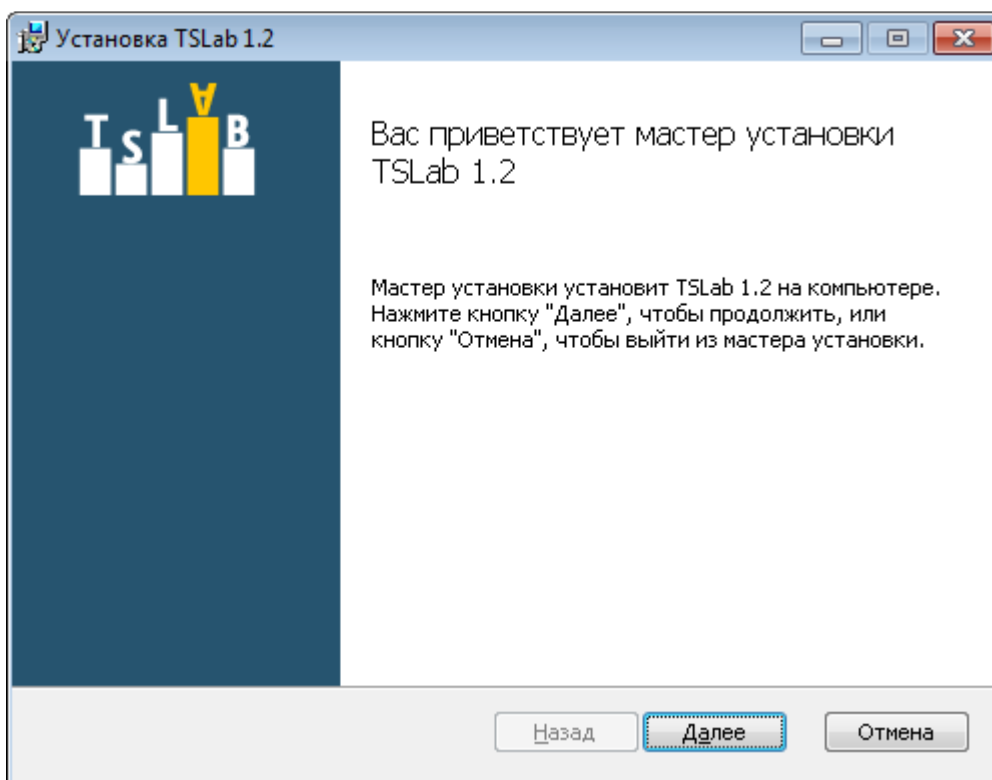 Установка TSLab 1.2
TSLAB
Вас приветствует мастер установки
TSLab 1.2
Мастер установки установит TSLab 1.2 на компьютере.
Нажмите кнопку "Далее", чтобы продолжить, или
кнопку "Отмена", чтобы выйти из мастера установки.
Назад Далее Отмена